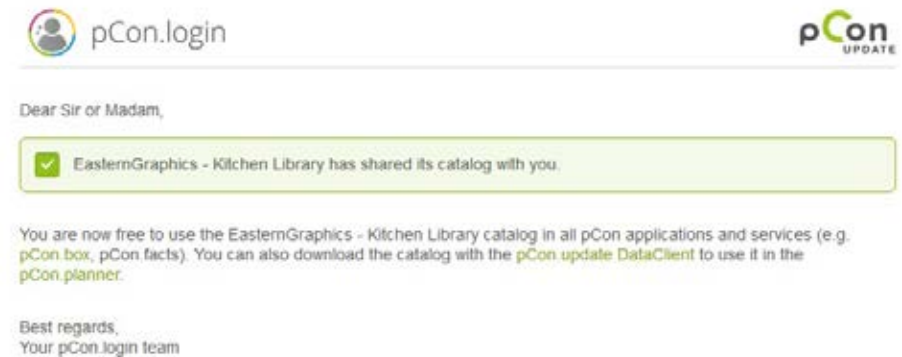 pCon.login
pCon
UPDATE
Dear Sir or Madam,
EasternGraphics - Kitchen Library has shared its catalog with you.
You are now free to use the EasternGraphics - Kitchen Library catalog in all pCon applications and services (e.g.
pCon.box, pCon.facts). You can also download the catalog with the pCon.update DataClient to use it in the
pCon.planner.
Best regards,
Your pCon.login team